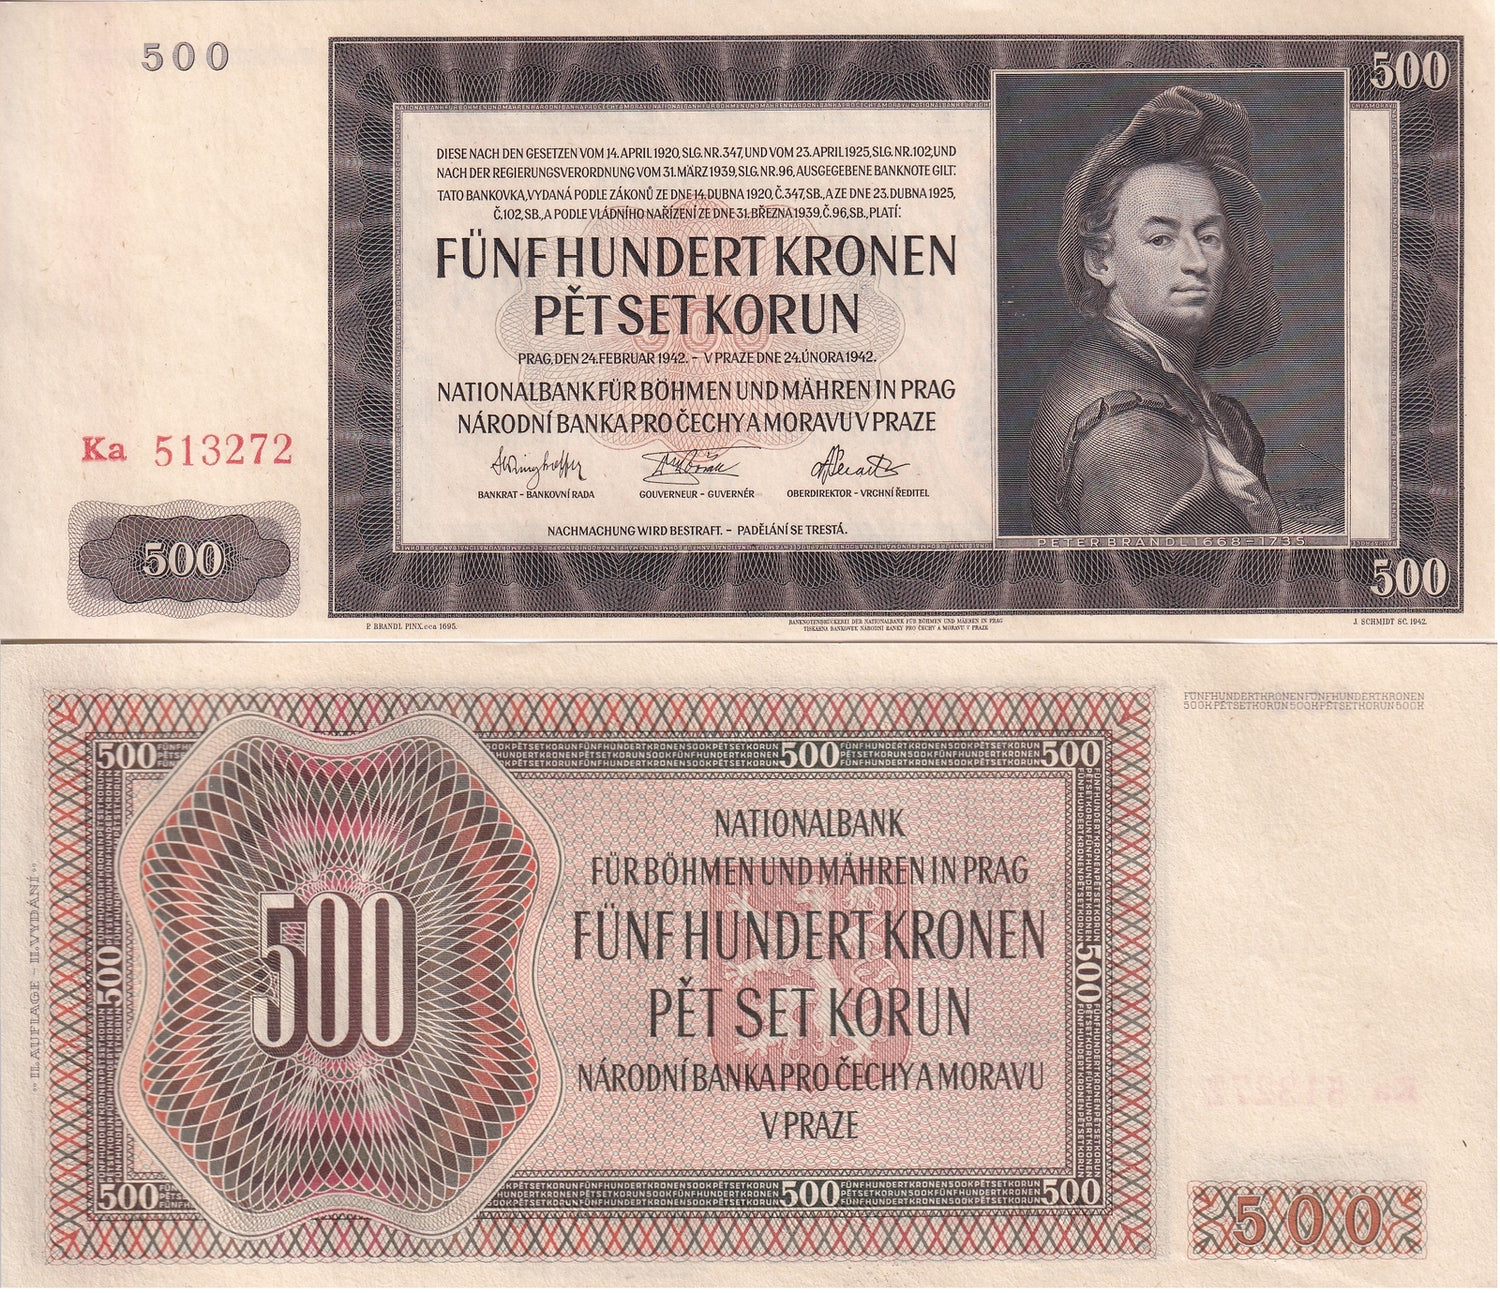 500
500
DIESE NACH DEN GESETZEN VOM 14. APRIL 1920, SLG. NR. 347, UND VOM 23. APRIL 1925, SLG. NR. 102, UND
NACH DER REGIERUNGSVERORDNUNG VOM 31. MÄRZ 1939, SLG. NR. 96, AUSGEGEBENE BANKNOTE GILT:
TATO BANKOVKA, VYDANÁ PODLE ZÁKONŮ ZE DNE 14. DUBNA 1920, Č. 347, SB., A ZE DNE 23. DUBNA 1925,
Č. 102, SB., A PODLE VLÁDNÍHO NAŘÍZENÍ ZE DNE 31. BŘEZNA 1939, Č. 96, SB., PLATÍ:
FÜNF HUNDERT KRONEN
PĚT SET KORUN
500
PRAG, DEN 24. FEBRUAR 1942. – V PRAZE DNE 24. ÚNORA 1942.
NATIONALBANK FÜR BÖHMEN UND MÄHREN IN PRAG
NÁRODNÍ BANKA PRO ČECHY A MORAVU V PRAZE
Ka 513272
BANKRAT – BANKOVNÍ RADA
GOUVERNEUR – GUVERNÉR
OBERDIREKTOR – VRCHNÍ ŘEDITEL
NACHMACHUNG WIRD BESTRAFT. – PADĚLÁNÍ SE TRESTÁ.
PETER BRANDL 1668–1735
500
500
P. BRANDL PINX. cca 1695.
BANKNOTENDRUCKEREI DER NATIONALBANK FÜR BÖHMEN UND MÄHREN IN PRAG
TISKÁRNA BANKOVEK NÁRODNÍ BANKY PRO ČECHY A MORAVU V PRAZE
J. SCHMIDT SC. 1942.
FÜNFHUNDERTKRONENFÜNFHUNDERTKRONEN
500KPĚTSETKORUN500KPĚTSETKORUN500K
500
500
500
NATIONALBANK
FÜR BÖHMEN UND MÄHREN IN PRAG
FÜNF HUNDERT KRONEN
PĚT SET KORUN
NÁRODNÍ BANKA PRO ČECHY A MORAVU
V PRAZE
500
500
500
„II. AUFLAGE – II. VYDÁNÍ“
500
500
500
500